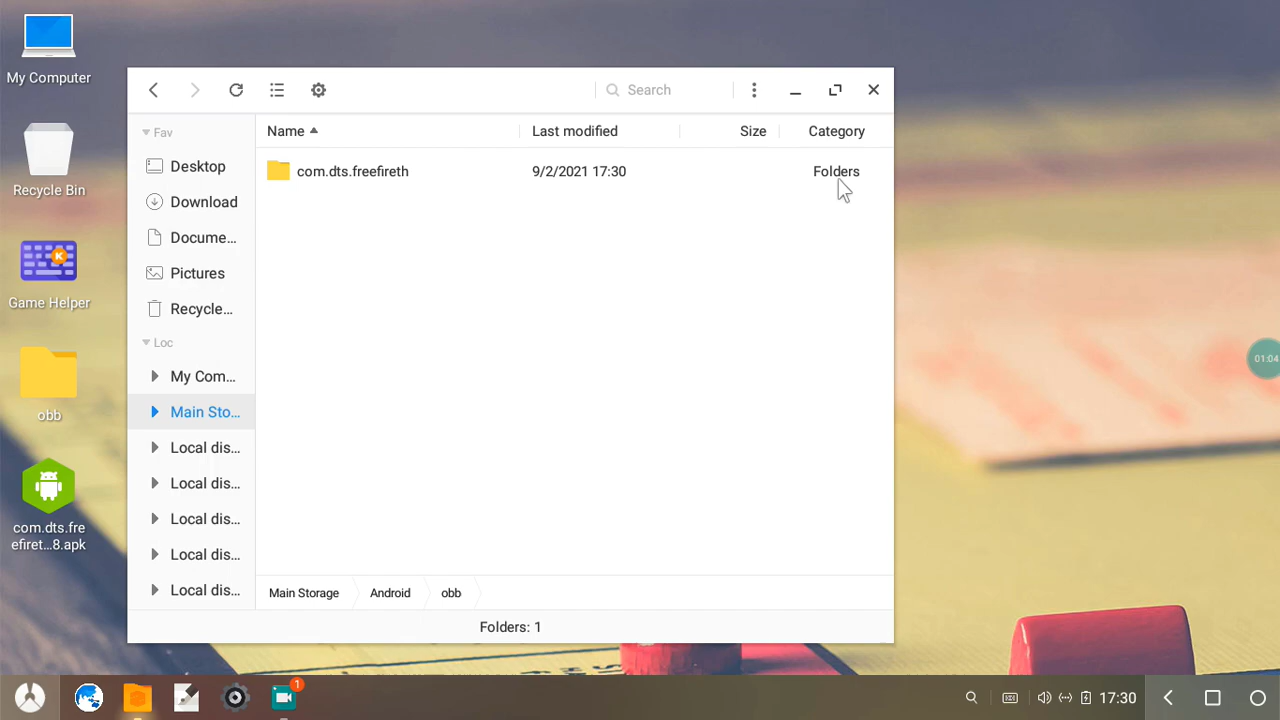 My Computer
Recycle Bin
Game Helper
obb
com.dts.fre
efiret...8.apk
Search
Fav
Desktop
Download
Docume...
Pictures
Recycle...
Loc
My Com...
Main Sto...
Local dis...
Local dis...
Local dis...
Local dis...
Local dis...
Name Last modified Size Category
com.dts.freefireth 9/2/2021 17:30 Folders
Main Storage Android obb
Folders: 1
01:04
K
1
17:30